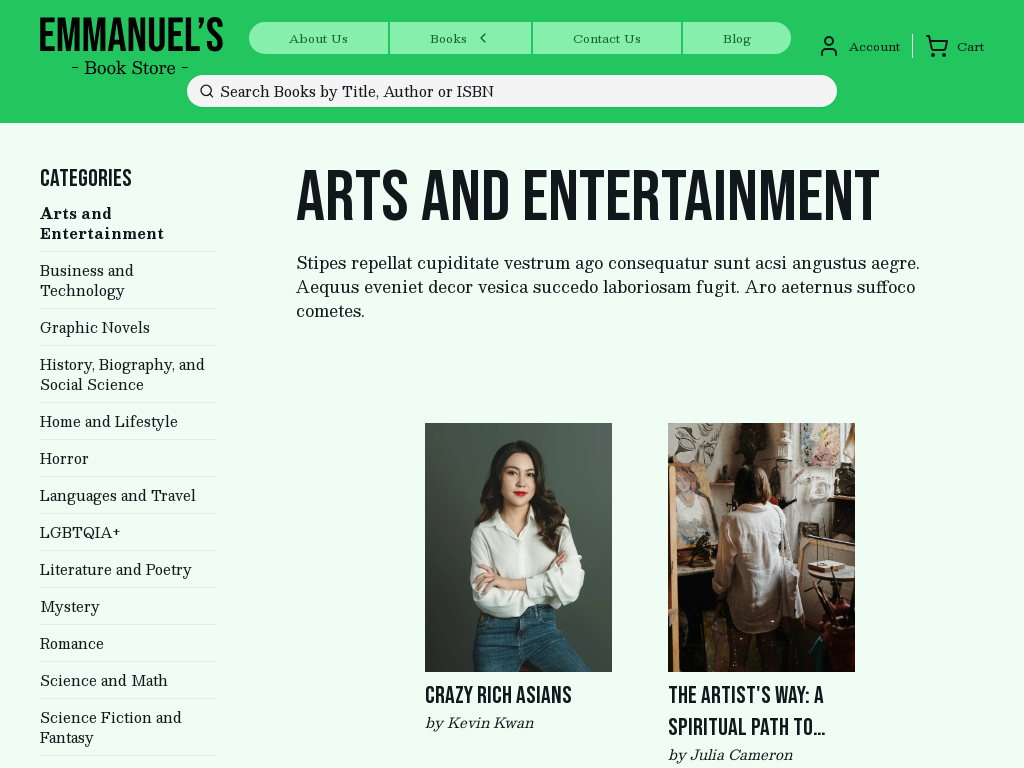 EMMANUEL'S
- Book Store -
About Us
Books
Contact Us
Blog
Account
Cart
Search Books by Title, Author or ISBN
CATEGORIES
Arts and
Entertainment
Business and
Technology
Graphic Novels
History, Biography, and
Social Science
Home and Lifestyle
Horror
Languages and Travel
LGBTQIA+
Literature and Poetry
Mystery
Romance
Science and Math
Science Fiction and
Fantasy
ARTS AND ENTERTAINMENT
Stipes repellat cupiditate vestrum ago consequatur sunt acsi angustus aegre.
Aequus eveniet decor vesica succedo laboriosam fugit. Aro aeternus suffoco
cometes.
CRAZY RICH ASIANS
by Kevin Kwan
THE ARTIST'S WAY: A
SPIRITUAL PATH TO...
by Julia Cameron